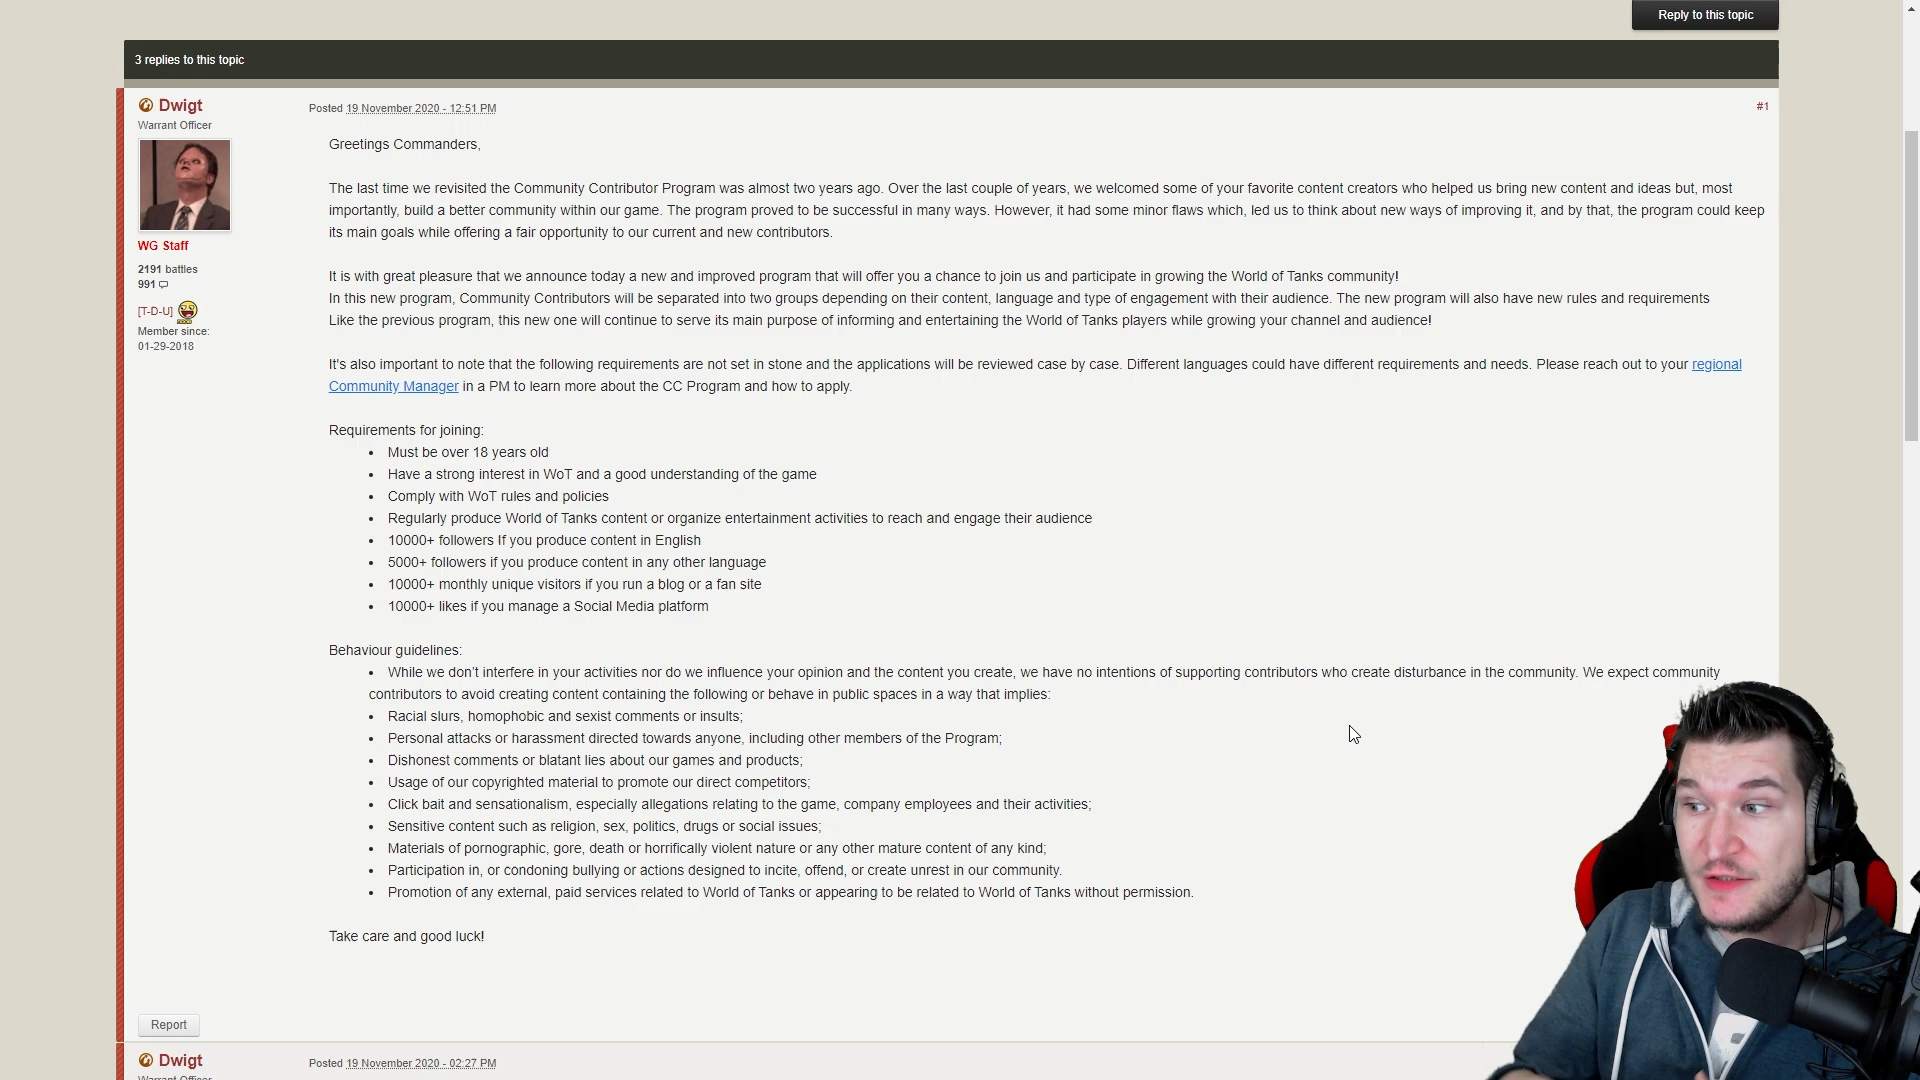 Reply to this topic
3 replies to this topic
Dwigt
Posted 19 November 2020 - 12:51 PM
#1
Warrant Officer
Greetings Commanders,
The last time we revisited the Community Contributor Program was almost two years ago. Over the last couple of years, we welcomed some of your favorite content creators who helped us bring new content and ideas but, most
importantly, build a better community within our game. The program proved to be successful in many ways. However, it had some minor flaws which, led us to think about new ways of improving it, and by that, the program could keep
its main goals while offering a fair opportunity to our current and new contributors.
WG Staff
2191 battles
991
[T-D-U]
Member since:
01-29-2018
It is with great pleasure that we announce today a new and improved program that will offer you a chance to join us and participate in growing the World of Tanks community!
In this new program, Community Contributors will be separated into two groups depending on their content, language and type of engagement with their audience. The new program will also have new rules and requirements
Like the previous program, this new one will continue to serve its main purpose of informing and entertaining the World of Tanks players while growing your channel and audience!
It's also important to note that the following requirements are not set in stone and the applications will be reviewed case by case. Different languages could have different requirements and needs. Please reach out to your regional
Community Manager in a PM to learn more about the CC Program and how to apply.
Requirements for joining:
• Must be over 18 years old
• Have a strong interest in WoT and a good understanding of the game
• Comply with WoT rules and policies
• Regularly produce World of Tanks content or organize entertainment activities to reach and engage their audience
• 10000+ followers If you produce content in English
• 5000+ followers if you produce content in any other language
• 10000+ monthly unique visitors if you run a blog or a fan site
• 10000+ likes if you manage a Social Media platform
Behaviour guidelines:
• While we don't interfere in your activities nor do we influence your opinion and the content you create, we have no intentions of supporting contributors who create disturbance in the community. We expect community
contributors to avoid creating content containing the following or behave in public spaces in a way that implies:
• Racial slurs, homophobic and sexist comments or insults;
• Personal attacks or harassment directed towards anyone, including other members of the Program;
• Dishonest comments or blatant lies about our games and products;
• Usage of our copyrighted material to promote our direct competitors;
• Click bait and sensationalism, especially allegations relating to the game, company employees and their activities;
• Sensitive content such as religion, sex, politics, drugs or social issues;
• Materials of pornographic, gore, death or horrifically violent nature or any other mature content of any kind;
• Participation in, or condoning bullying or actions designed to incite, offend, or create unrest in our community.
• Promotion of any external, paid services related to World of Tanks or appearing to be related to World of Tanks without permission.
Take care and good luck!
Report
Dwigt
Posted 19 November 2020 - 02:27 PM
Warrant Officer